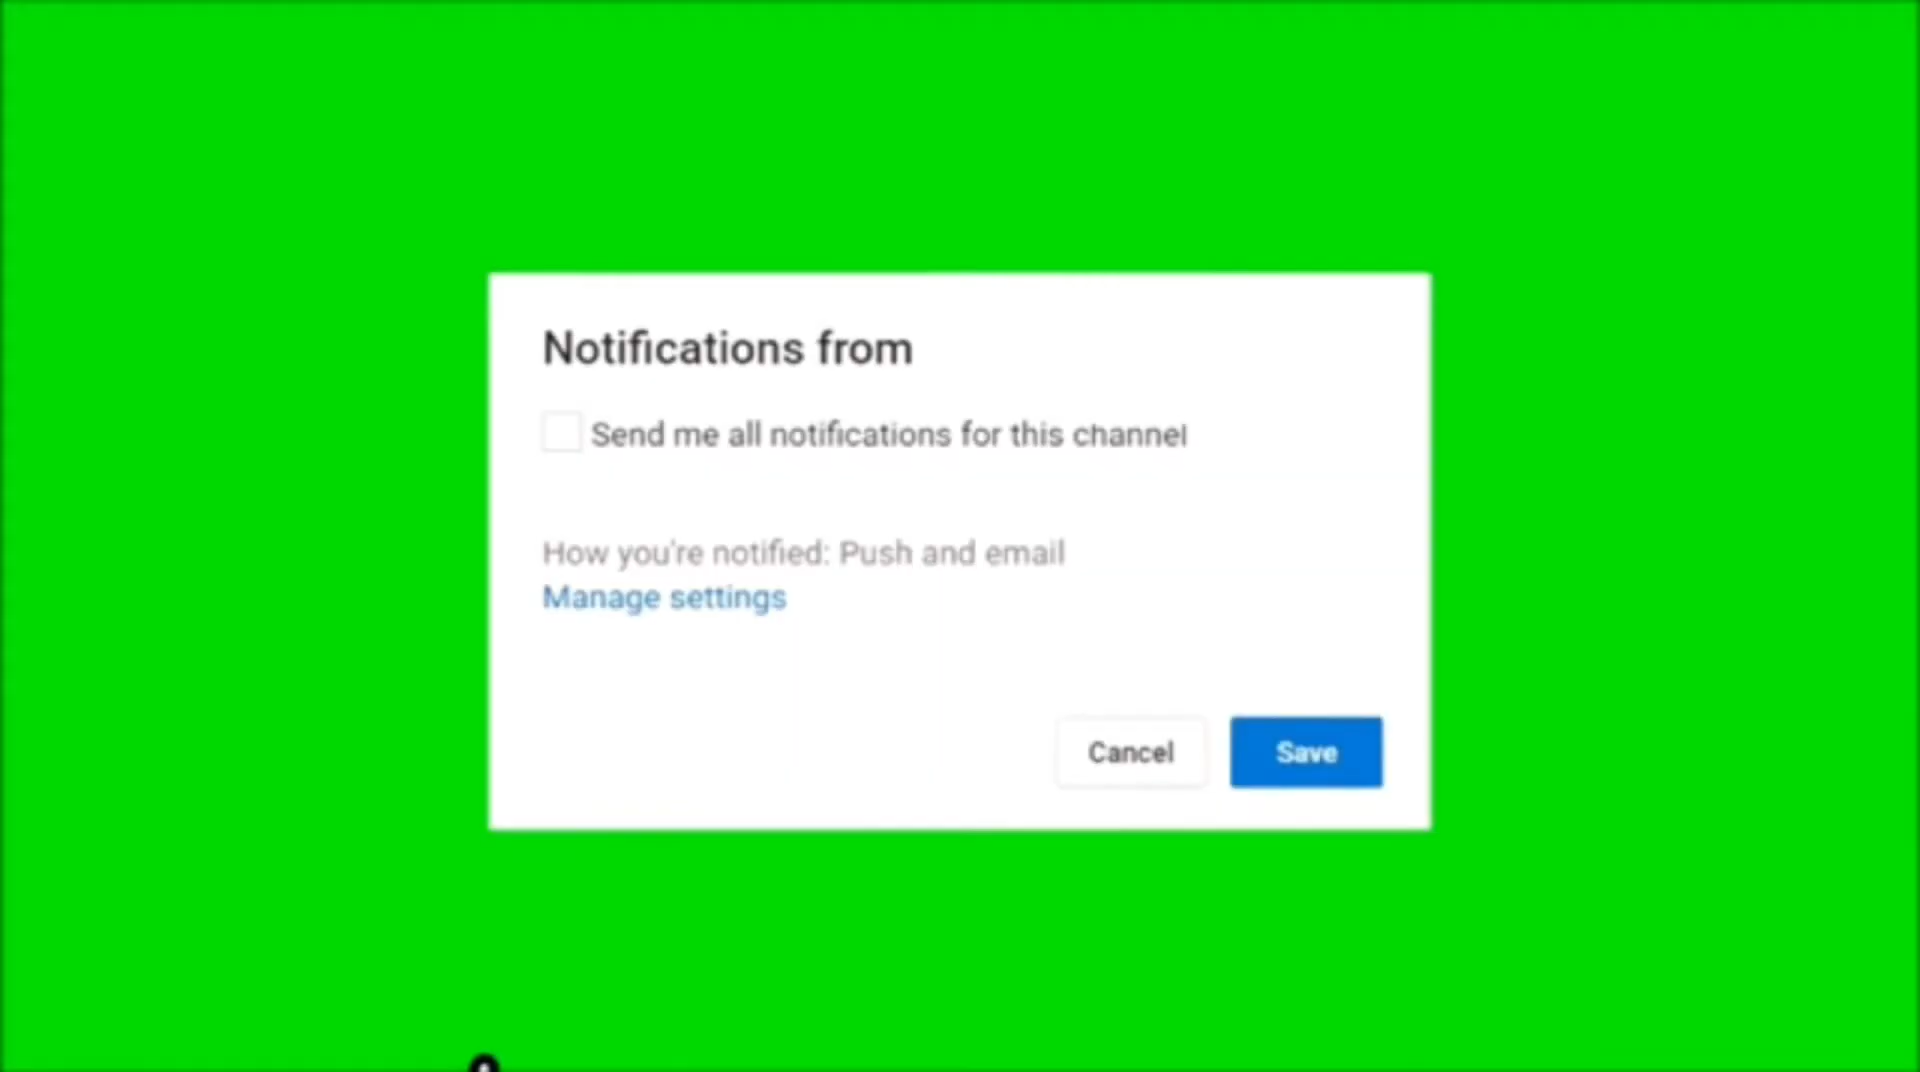 Notifications from
Send me all notifications for this channel
How you're notified: Push and email
Manage settings
Cancel
Save